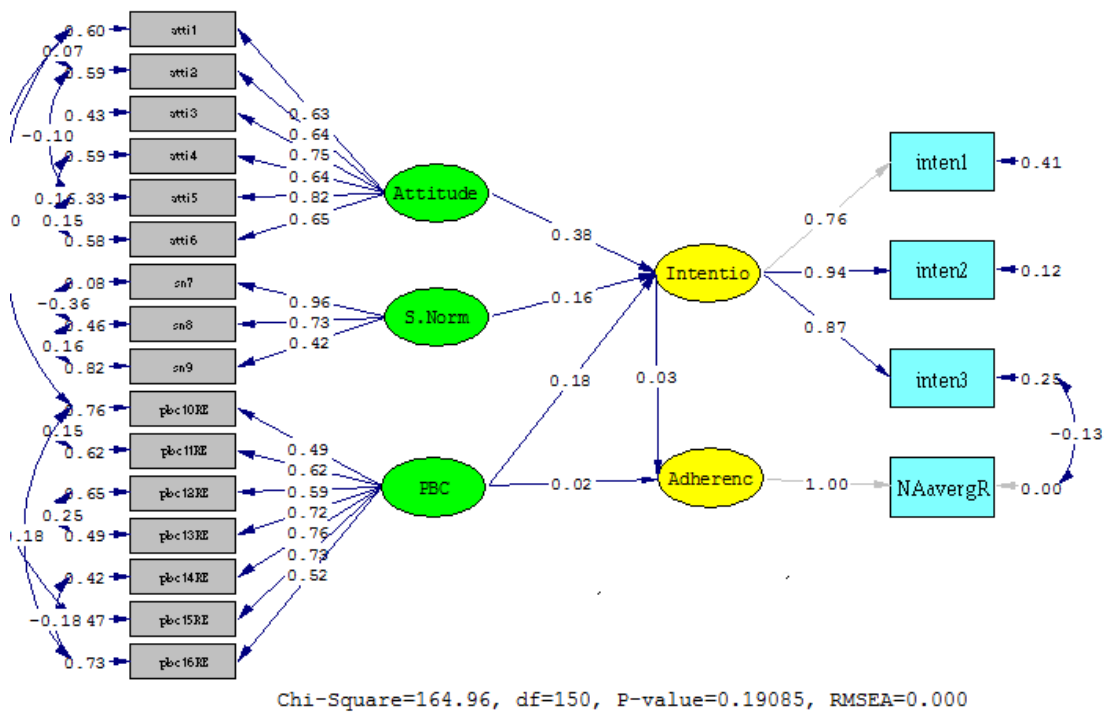 0.60 atti1
0.07
0.59 atti2
0.43 atti3
-0.10
0.59 atti4
0.16 .33 atti5
0 0.15
0.58 atti6
0.08 sn7
-0.36
0.46 sn8
0.16
0.82 sn9
0.76 pbc10RE
0.15
0.62 pbc11RE
0.65 pbc12RE
0.25
0.49 pbc13RE
0.18
0.42 pbc14RE
-0.18 47 pbc15RE
0.73 pbc16RE
0.63
0.64
0.75
0.64
0.82
0.65
0.96
0.73
0.42
0.49
0.62
0.59
0.72
0.76
0.73
0.52
Attitude
S.Norm
PBC
0.38
0.16
0.18
0.02
0.03
Intentio
Adherenc
0.76
0.94
0.87
1.00
inten1 0.41
inten2 0.12
inten3 0.25
-0.13
NAavergR 0.00
Chi-Square=164.96, df=150, P-value=0.19085, RMSEA=0.000